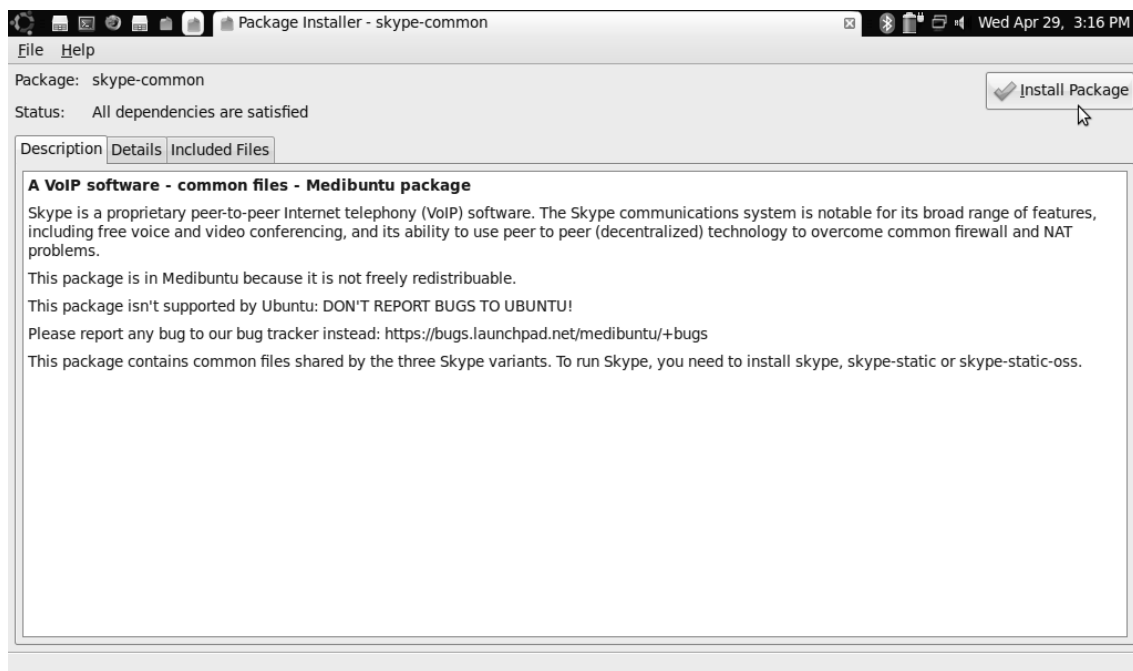 Package Installer - skype-common
Wed Apr 29, 3:16 PM
File Help
Package: skype-common
Install Package
Status: All dependencies are satisfied
Description Details Included Files
A VoIP software - common files - Medibuntu package
Skype is a proprietary peer-to-peer Internet telephony (VoIP) software. The Skype communications system is notable for its broad range of features,
including free voice and video conferencing, and its ability to use peer to peer (decentralized) technology to overcome common firewall and NAT
problems.
This package is in Medibuntu because it is not freely redistribuable.
This package isn't supported by Ubuntu: DON'T REPORT BUGS TO UBUNTU!
Please report any bug to our bug tracker instead: https://bugs.launchpad.net/medibuntu/+bugs
This package contains common files shared by the three Skype variants. To run Skype, you need to install skype, skype-static or skype-static-oss.